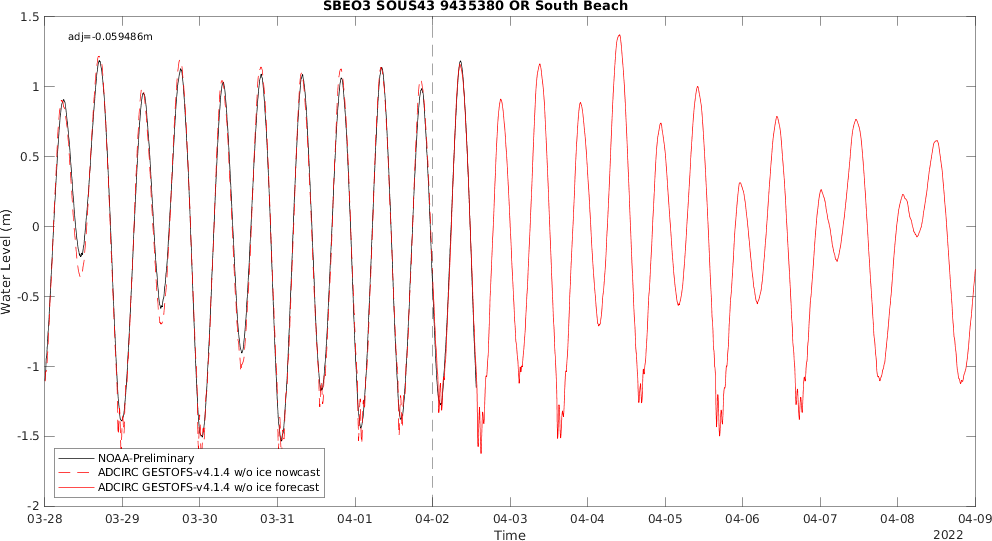 SBEO3 SOUS43 9435380 OR South Beach
adj=-0.059486m
Water Level (m)
1.5
1
0.5
0
-0.5
-1
-1.5
-2
NOAA-Preliminary
ADCIRC GESTOFS-v4.1.4 w/o ice nowcast
ADCIRC GESTOFS-v4.1.4 w/o ice forecast
03-28 03-29 03-30 03-31 04-01 04-02 04-03 04-04 04-05 04-06 04-07 04-08 04-09
Time
2022